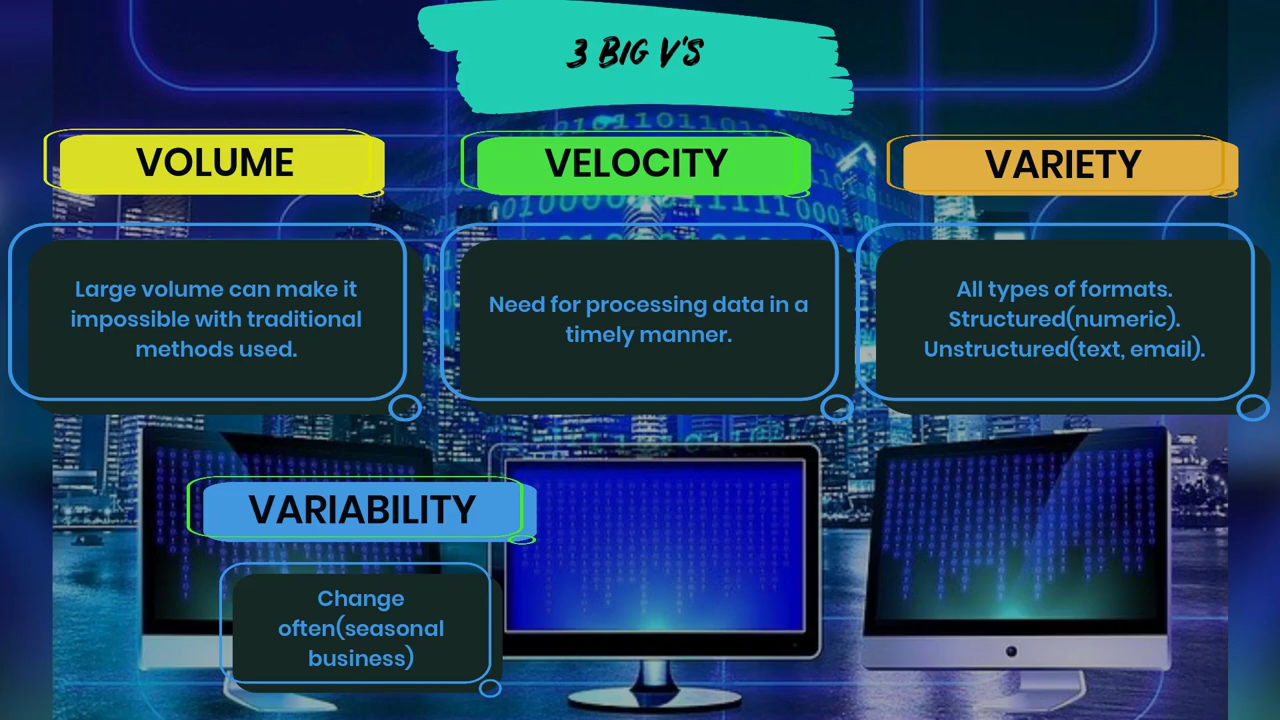 3 BIG V'S
VOLUME
Large volume can make it
impossible with traditional
methods used.
VELOCITY
Need for processing data in a
timely manner.
VARIETY
All types of formats.
Structured(numeric).
Unstructured(text, email).
VARIABILITY
Change
often(seasonal
business)